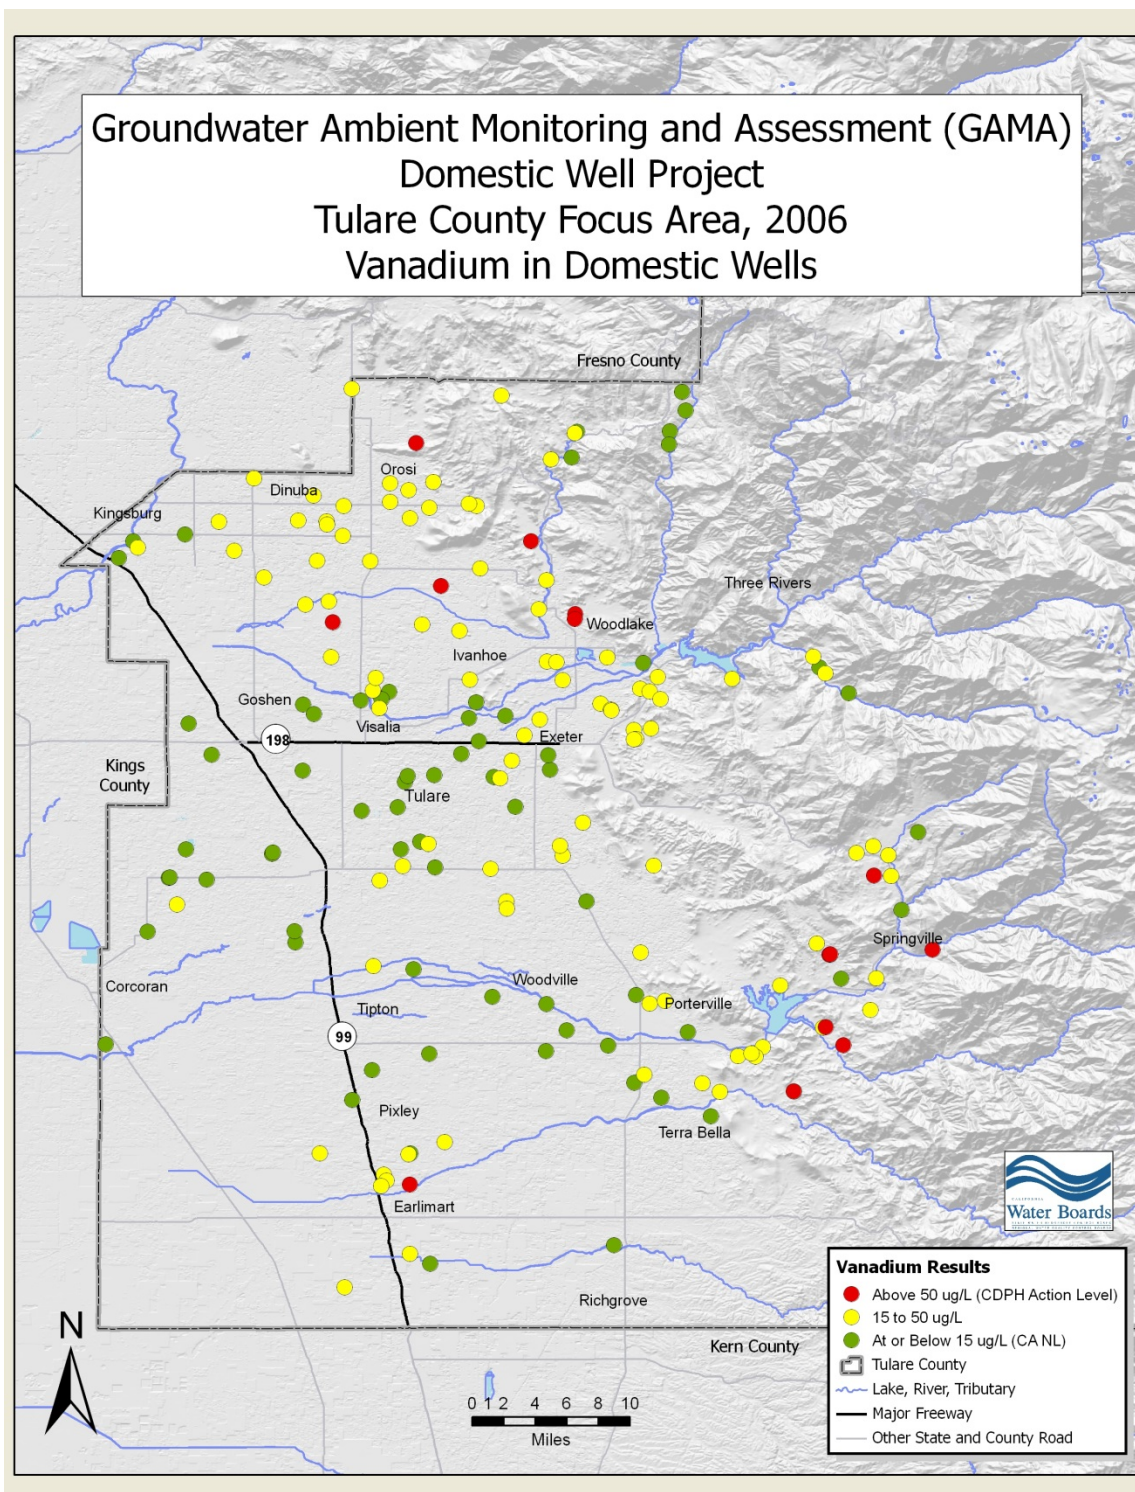 Groundwater Ambient Monitoring and Assessment (GAMA)
Domestic Well Project
Tulare County Focus Area, 2006
Vanadium in Domestic Wells
Fresno County
Orosi
Dinuba
Kingsburg
Three Rivers
Woodlake
Ivanhoe
Goshen
Visalia
198
Exeter
Kings
County
Tulare
Springville
Corcoran
Woodville
Porterville
Tipton
99
Pixley
Terra Bella
Earlimart
CALIFORNIA
Water Boards
Richgrove
Kern County
Vanadium Results
Above 50 ug/L (CDPH Action Level)
15 to 50 ug/L
At or Below 15 ug/L (CA NL)
Tulare County
Lake, River, Tributary
Major Freeway
Other State and County Road
N
0 1 2 4 6 8 10
Miles